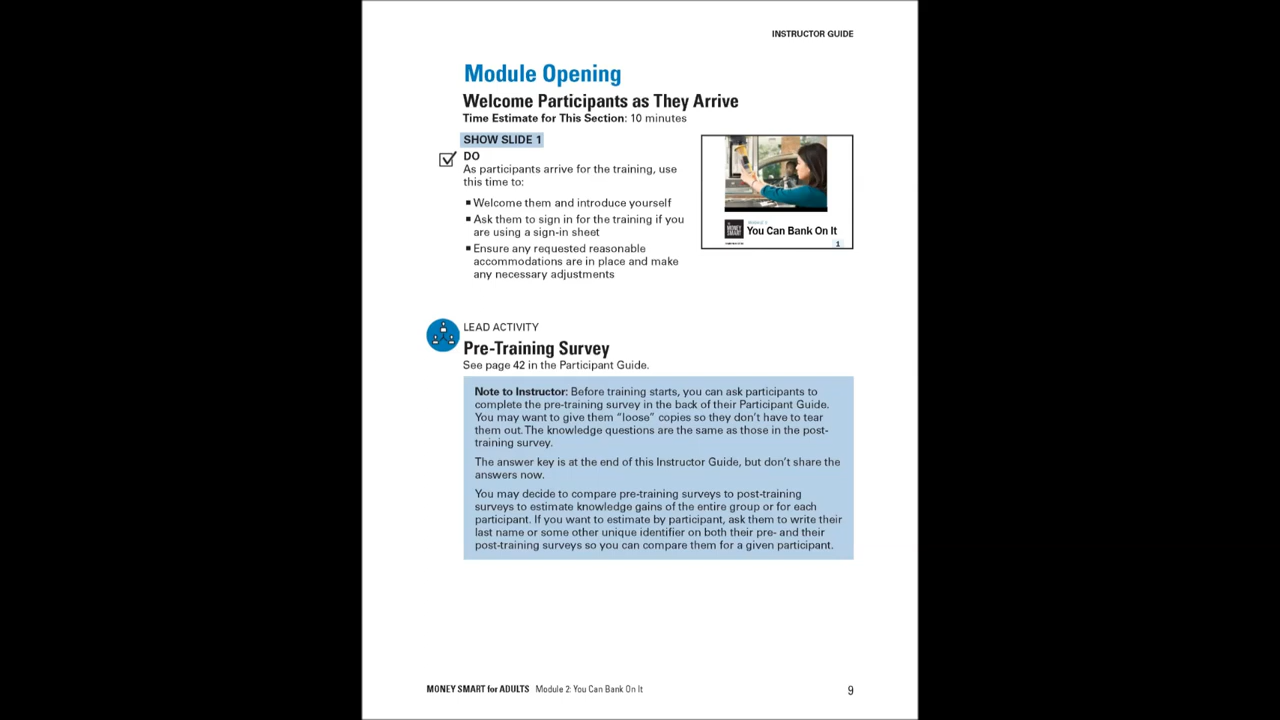 INSTRUCTOR GUIDE
Module Opening
Welcome Participants as They Arrive
Time Estimate for This Section: 10 minutes
SHOW SLIDE 1
DO
As participants arrive for the training, use
this time to:
▪ Welcome them and introduce yourself
▪ Ask them to sign in for the training if you
are using a sign-in sheet
▪ Ensure any requested reasonable
accommodations are in place and make
any necessary adjustments
MONEY
SMART
You Can Bank On It
1
LEAD ACTIVITY
Pre-Training Survey
See page 42 in the Participant Guide.
Note to Instructor: Before training starts, you can ask participants to
complete the pre-training survey in the back of their Participant Guide.
You may want to give them “loose” copies so they don’t have to tear
them out. The knowledge questions are the same as those in the post-
training survey.
The answer key is at the end of this Instructor Guide, but don’t share the
answers now.
You may decide to compare pre-training surveys to post-training
surveys to estimate knowledge gains of the entire group or for each
participant. If you want to estimate by participant, ask them to write their
last name or some other unique identifier on both their pre- and their
post-training surveys so you can compare them for a given participant.
MONEY SMART for ADULTS Module 2: You Can Bank On It
9